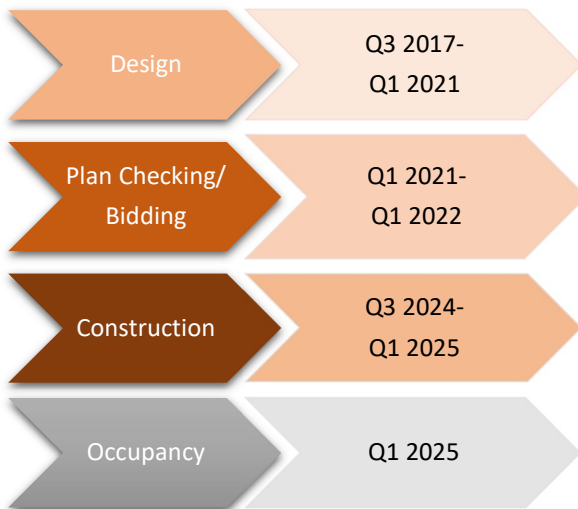 Design
Q3 2017-
Q1 2021
Plan Checking/
Bidding
Q1 2021-
Q1 2022
Construction
Q3 2024-
Q1 2025
Occupancy
Q1 2025